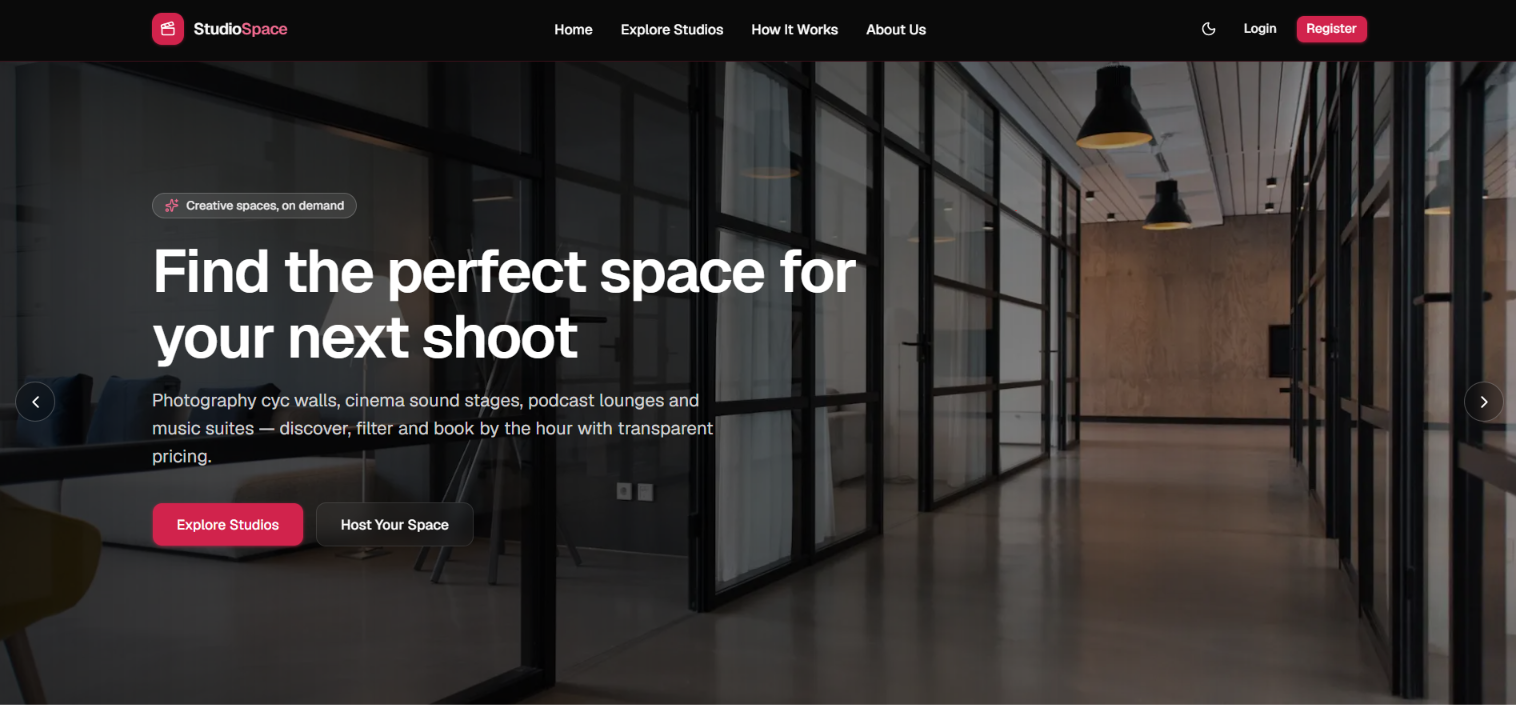 StudioSpace
Home
Explore Studios
How It Works
About Us
Login
Register
Creative spaces, on demand
Find the perfect space for
your next shoot
Photography cyc walls, cinema sound stages, podcast lounges and
music suites — discover, filter and book by the hour with transparent
pricing.
Explore Studios
Host Your Space